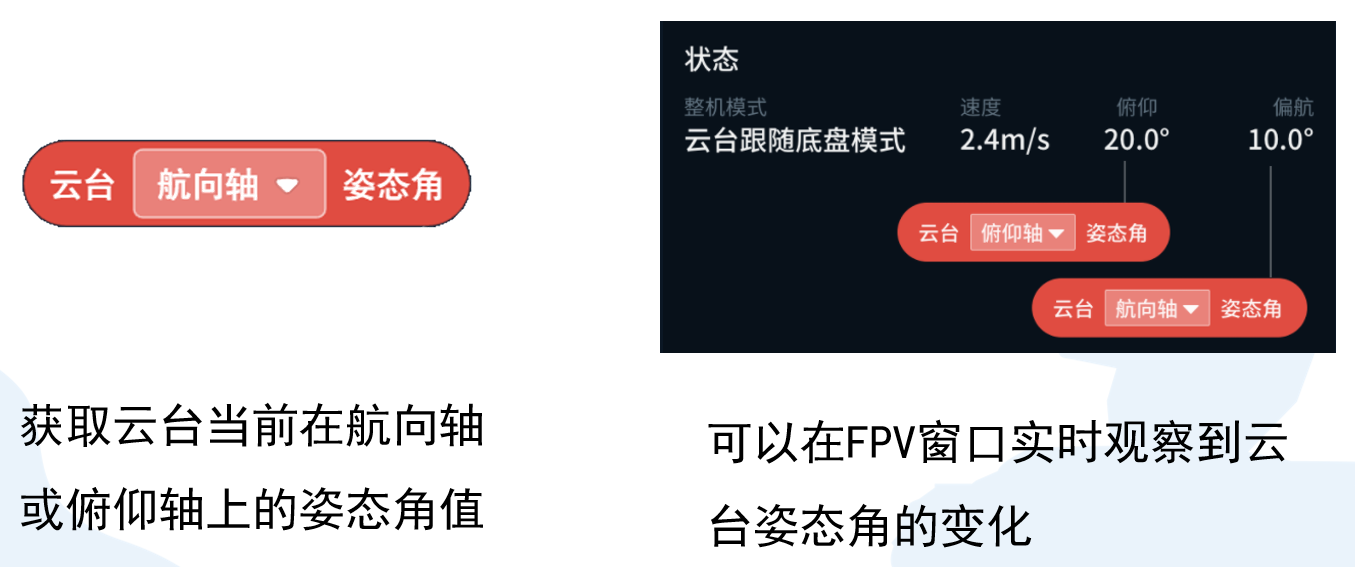 云台 航向轴 姿态角
获取云台当前在航向轴
或俯仰轴上的姿态角值
状态
整机模式 速度 俯仰 偏航
云台跟随底盘模式 2.4m/s 20.0° 10.0°
云台 俯仰轴 姿态角
云台 航向轴 姿态角
可以在FPV窗口实时观察到云
台姿态角的变化